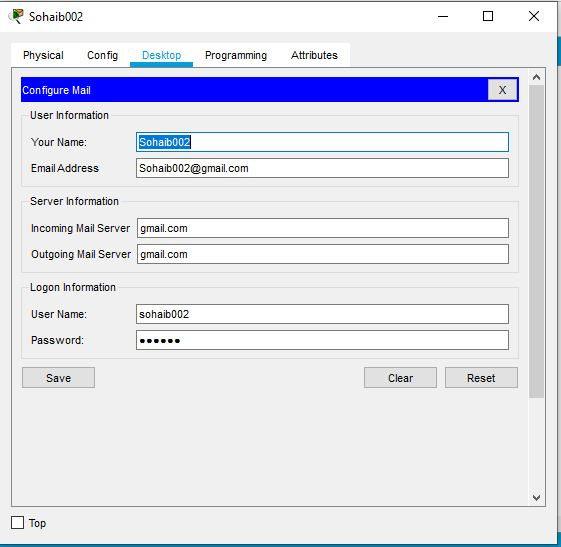 Sohaib002
Physical Config Desktop Programming Attributes
Configure Mail X
User Information
Your Name: Sohaib002
Email Address Sohaib002@gmail.com
Server Information
Incoming Mail Server gmail.com
Outgoing Mail Server gmail.com
Logon Information
User Name: sohaib002
Password: ●●●●●●
Save Clear Reset
Top